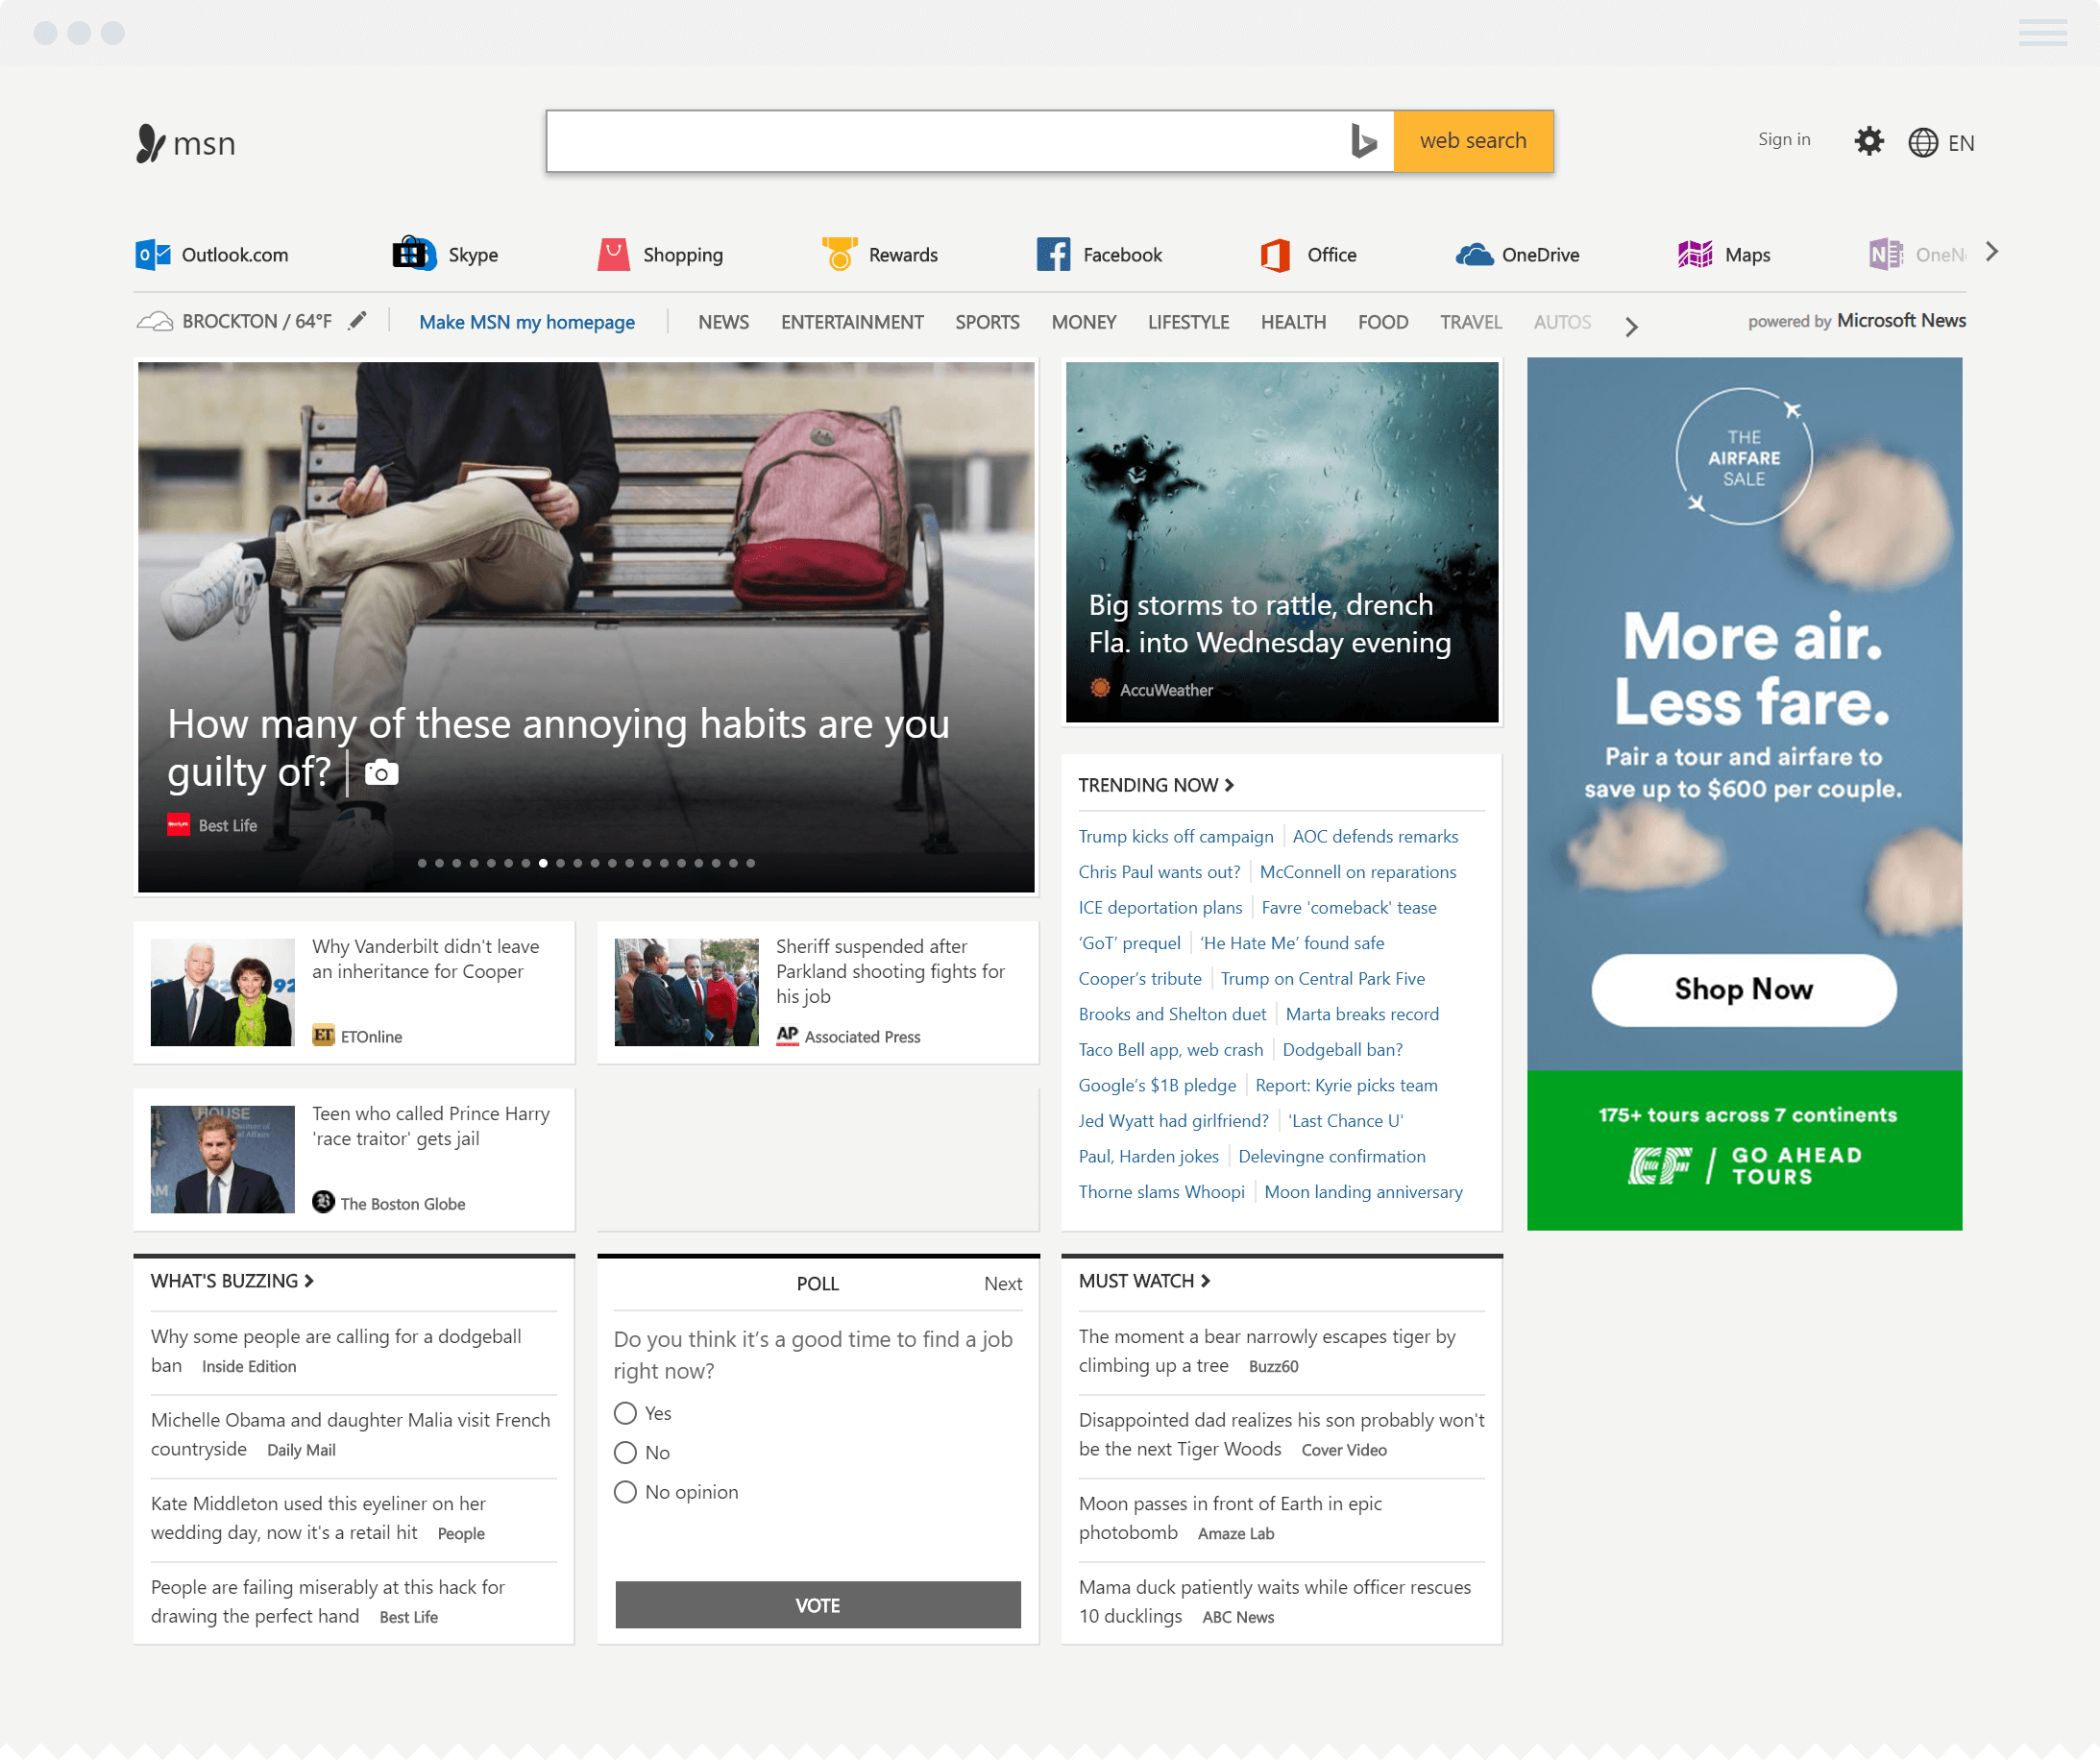 msn
web search
Sign in
EN
Outlook.com
Skype
Shopping
Rewards
Facebook
Office
OneDrive
Maps
OneN
BROCKTON / 64°F
Make MSN my homepage
NEWS
ENTERTAINMENT
SPORTS
MONEY
LIFESTYLE
HEALTH
FOOD
TRAVEL
AUTOS
powered by Microsoft News
How many of these annoying habits are you
guilty of?
Best Life
Big storms to rattle, drench
Fla. into Wednesday evening
AccuWeather
THE
AIRFARE
SALE
More air.
Less fare.
Pair a tour and airfare to
save up to $600 per couple.
Shop Now
175+ tours across 7 continents
EF / GO AHEAD
TOURS
Why Vanderbilt didn't leave
an inheritance for Cooper
ET ETOnline
Sheriff suspended after
Parkland shooting fights for
his job
AP Associated Press
Teen who called Prince Harry
'race traitor' gets jail
B The Boston Globe
TRENDING NOW
Trump kicks off campaign
AOC defends remarks
Chris Paul wants out?
McConnell on reparations
ICE deportation plans
Favre 'comeback' tease
‘GoT’ prequel
‘He Hate Me’ found safe
Cooper’s tribute
Trump on Central Park Five
Brooks and Shelton duet
Marta breaks record
Taco Bell app, web crash
Dodgeball ban?
Google’s $1B pledge
Report: Kyrie picks team
Jed Wyatt had girlfriend?
'Last Chance U'
Paul, Harden jokes
Delevingne confirmation
Thorne slams Whoopi
Moon landing anniversary
WHAT'S BUZZING
Why some people are calling for a dodgeball
ban Inside Edition
Michelle Obama and daughter Malia visit French
countryside Daily Mail
Kate Middleton used this eyeliner on her
wedding day, now it's a retail hit People
People are failing miserably at this hack for
drawing the perfect hand Best Life
POLL
Next
Do you think it’s a good time to find a job
right now?
Yes
No
No opinion
VOTE
MUST WATCH
The moment a bear narrowly escapes tiger by
climbing up a tree Buzz60
Disappointed dad realizes his son probably won't
be the next Tiger Woods Cover Video
Moon passes in front of Earth in epic
photobomb Amaze Lab
Mama duck patiently waits while officer rescues
10 ducklings ABC News